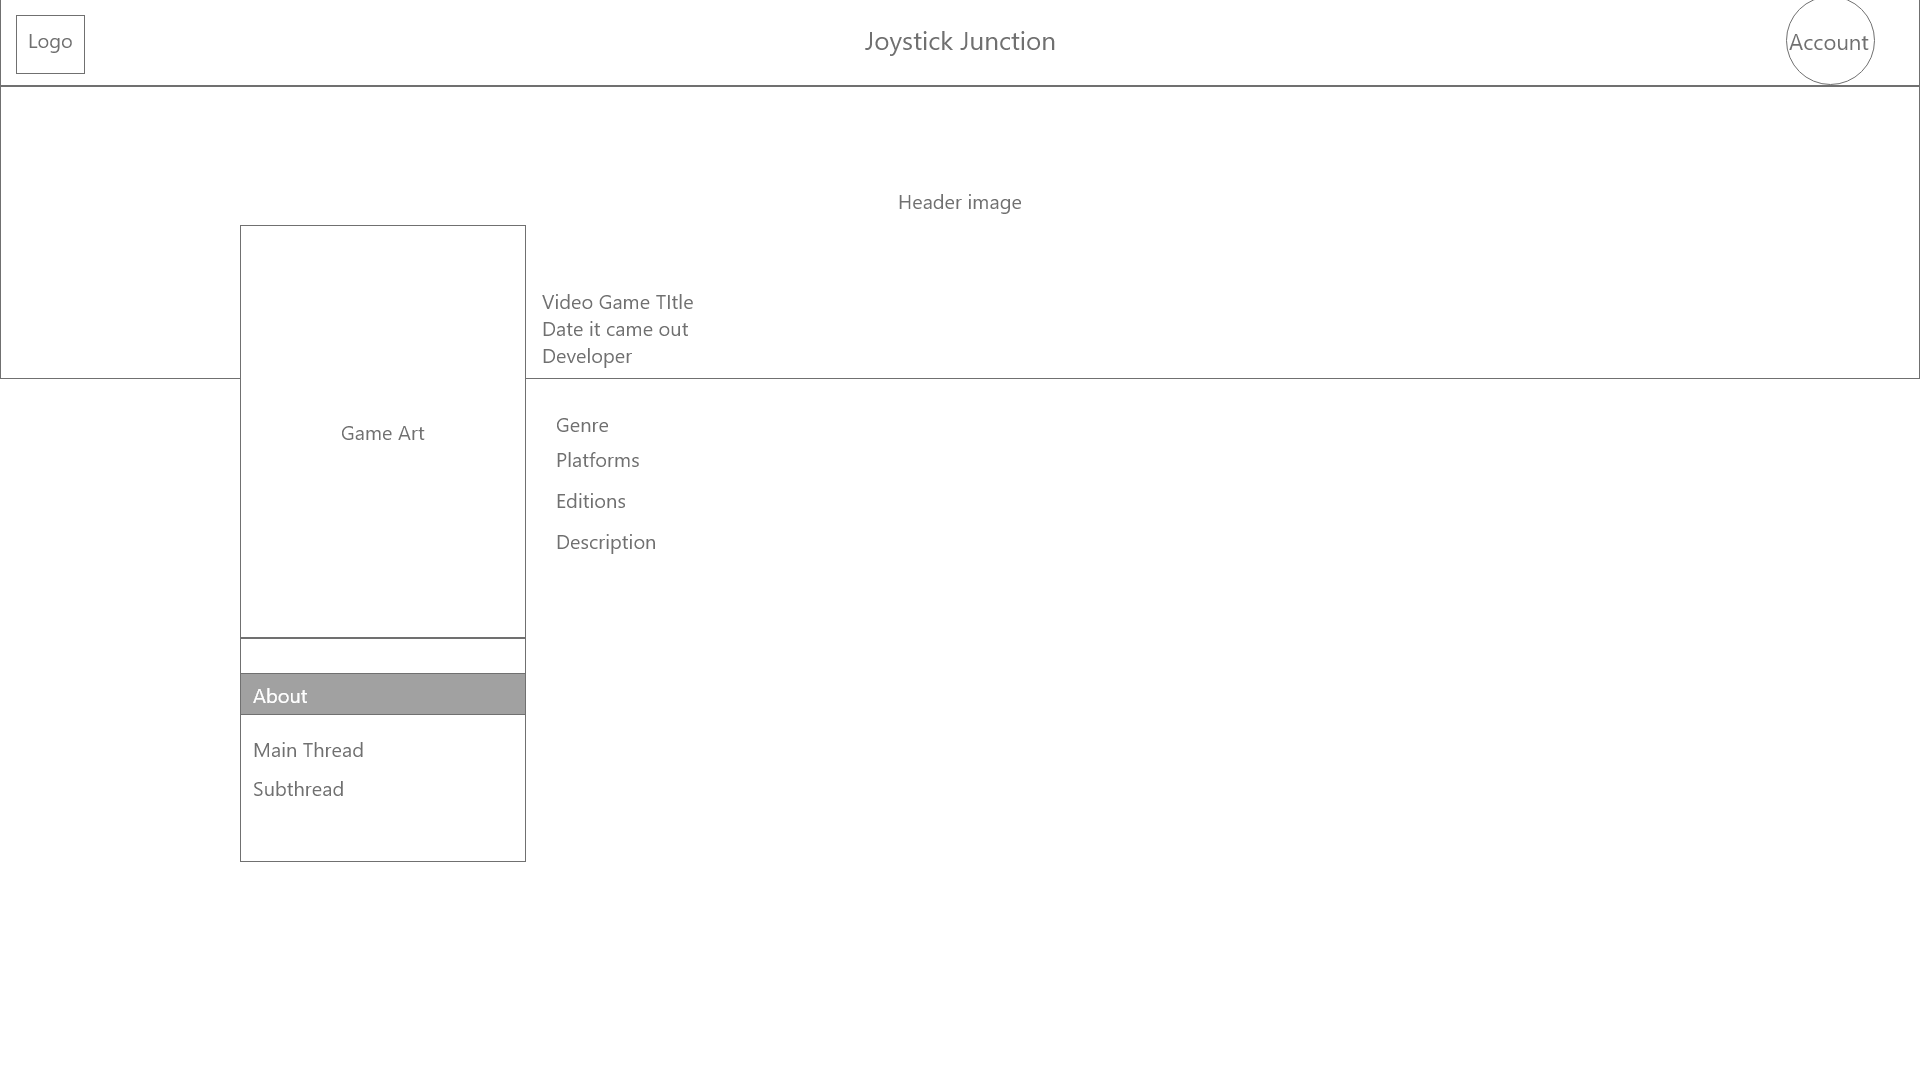 Logo
Joystick Junction
Account
Header image
Video Game TItle
Date it came out
Developer
Game Art
Genre
Platforms
Editions
Description
About
Main Thread
Subthread